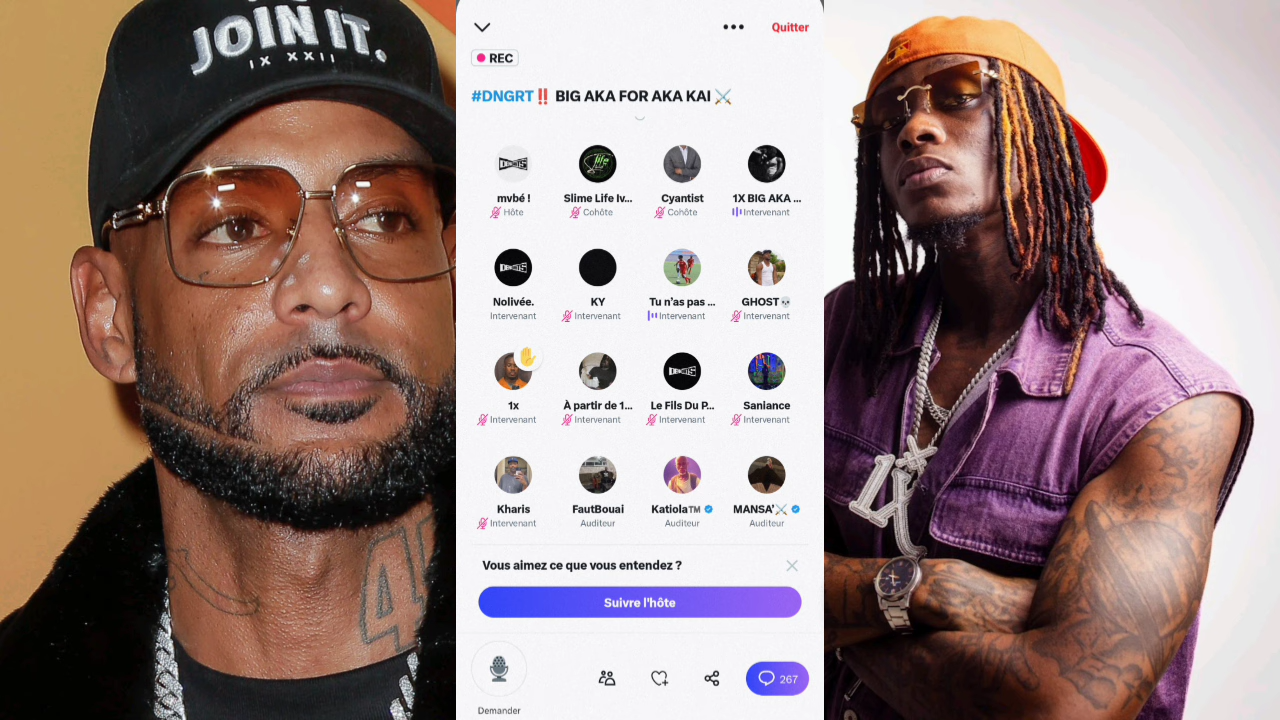 JOIN IT.
IX XXII
Quitter
REC
#DNGRT‼️ BIG AKA FOR AKA KAI ⚔️
mvbé !
Slime Life Iv...
Cyantist
1X BIG AKA ...
Hôte
Cohôte
Cohôte
Intervenant
Nolivée.
KY
Tu n'as pas ...
GHOST💀
Intervenant
Intervenant
Intervenant
Intervenant
1x
À partir de 1...
Le Fils Du P...
Saniance
Intervenant
Intervenant
Intervenant
Intervenant
Kharis
FautBouai
Katiola™️
MANSA'⚔️
Intervenant
Auditeur
Auditeur
Auditeur
Vous aimez ce que vous entendez ?
Suivre l'hôte
267
Demander
1X